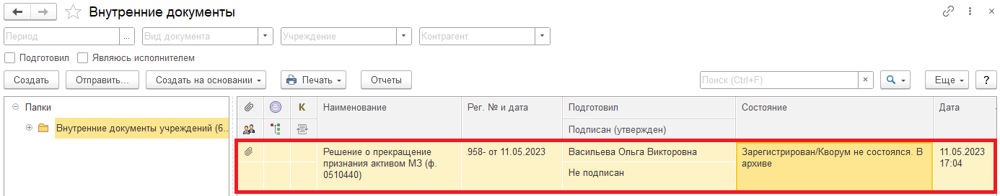 Внутренние документы
Период ... Вид документа Учреждение Контрагент
Подготовил Являюсь исполнителем
Создать Отправить... Создать на основании Печать Отчеты Поиск (Ctrl+F) × Еще ?
Папки
Внутренние документы учреждений (6...
К Наименование Рег. № и дата Подготовил Состояние Дата
Подписан (утвержден)
Решение о прекращение 958- от 11.05.2023 Васильева Ольга Викторовна Зарегистрирован/Кворум не состоялся. В 11.05.2023
признания активом МЗ (ф. архиве 17:04
0510440) Не подписан